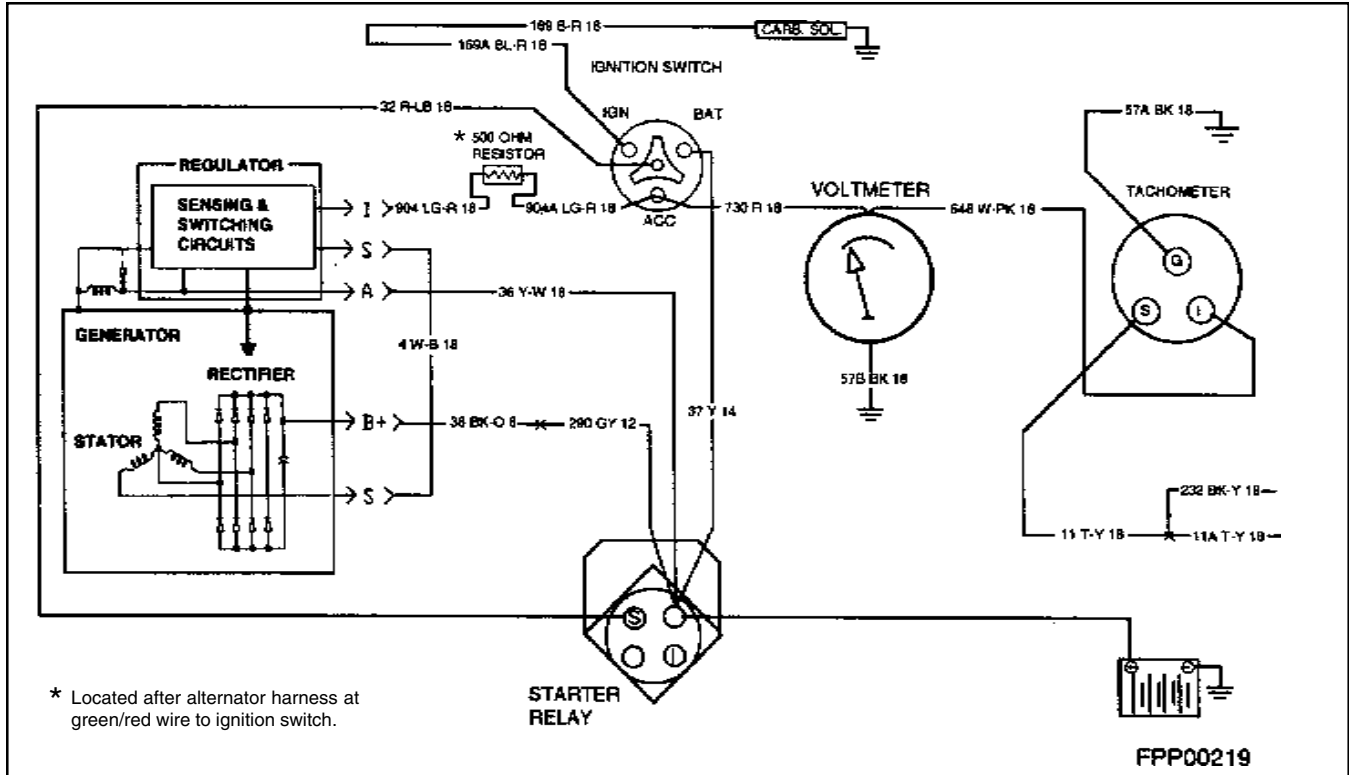 169 B-R 18
CARB. SOL.
169A BL-R 18
IGNITION SWITCH
32 R-LB 18
IGN
BAT
57A BK 18
* 500 OHM
RESISTOR
REGULATOR
SENSING &
SWITCHING
CIRCUITS
I
904 LG-R 18
904A LG-R 18
ACC
730 R 18
VOLTMETER
648 W-PK 18
TACHOMETER
G
S
I
S
A
36 Y-W 18
GENERATOR
4 W-B 18
RECTIFIER
57B BK 18
STATOR
B+
38 BK-O 8
290 GY 12
37 Y 14
S
232 BK-Y 18
11 T-Y 18
11A T-Y 18
S
I
STARTER
RELAY
* Located after alternator harness at
green/red wire to ignition switch.
FPP00219